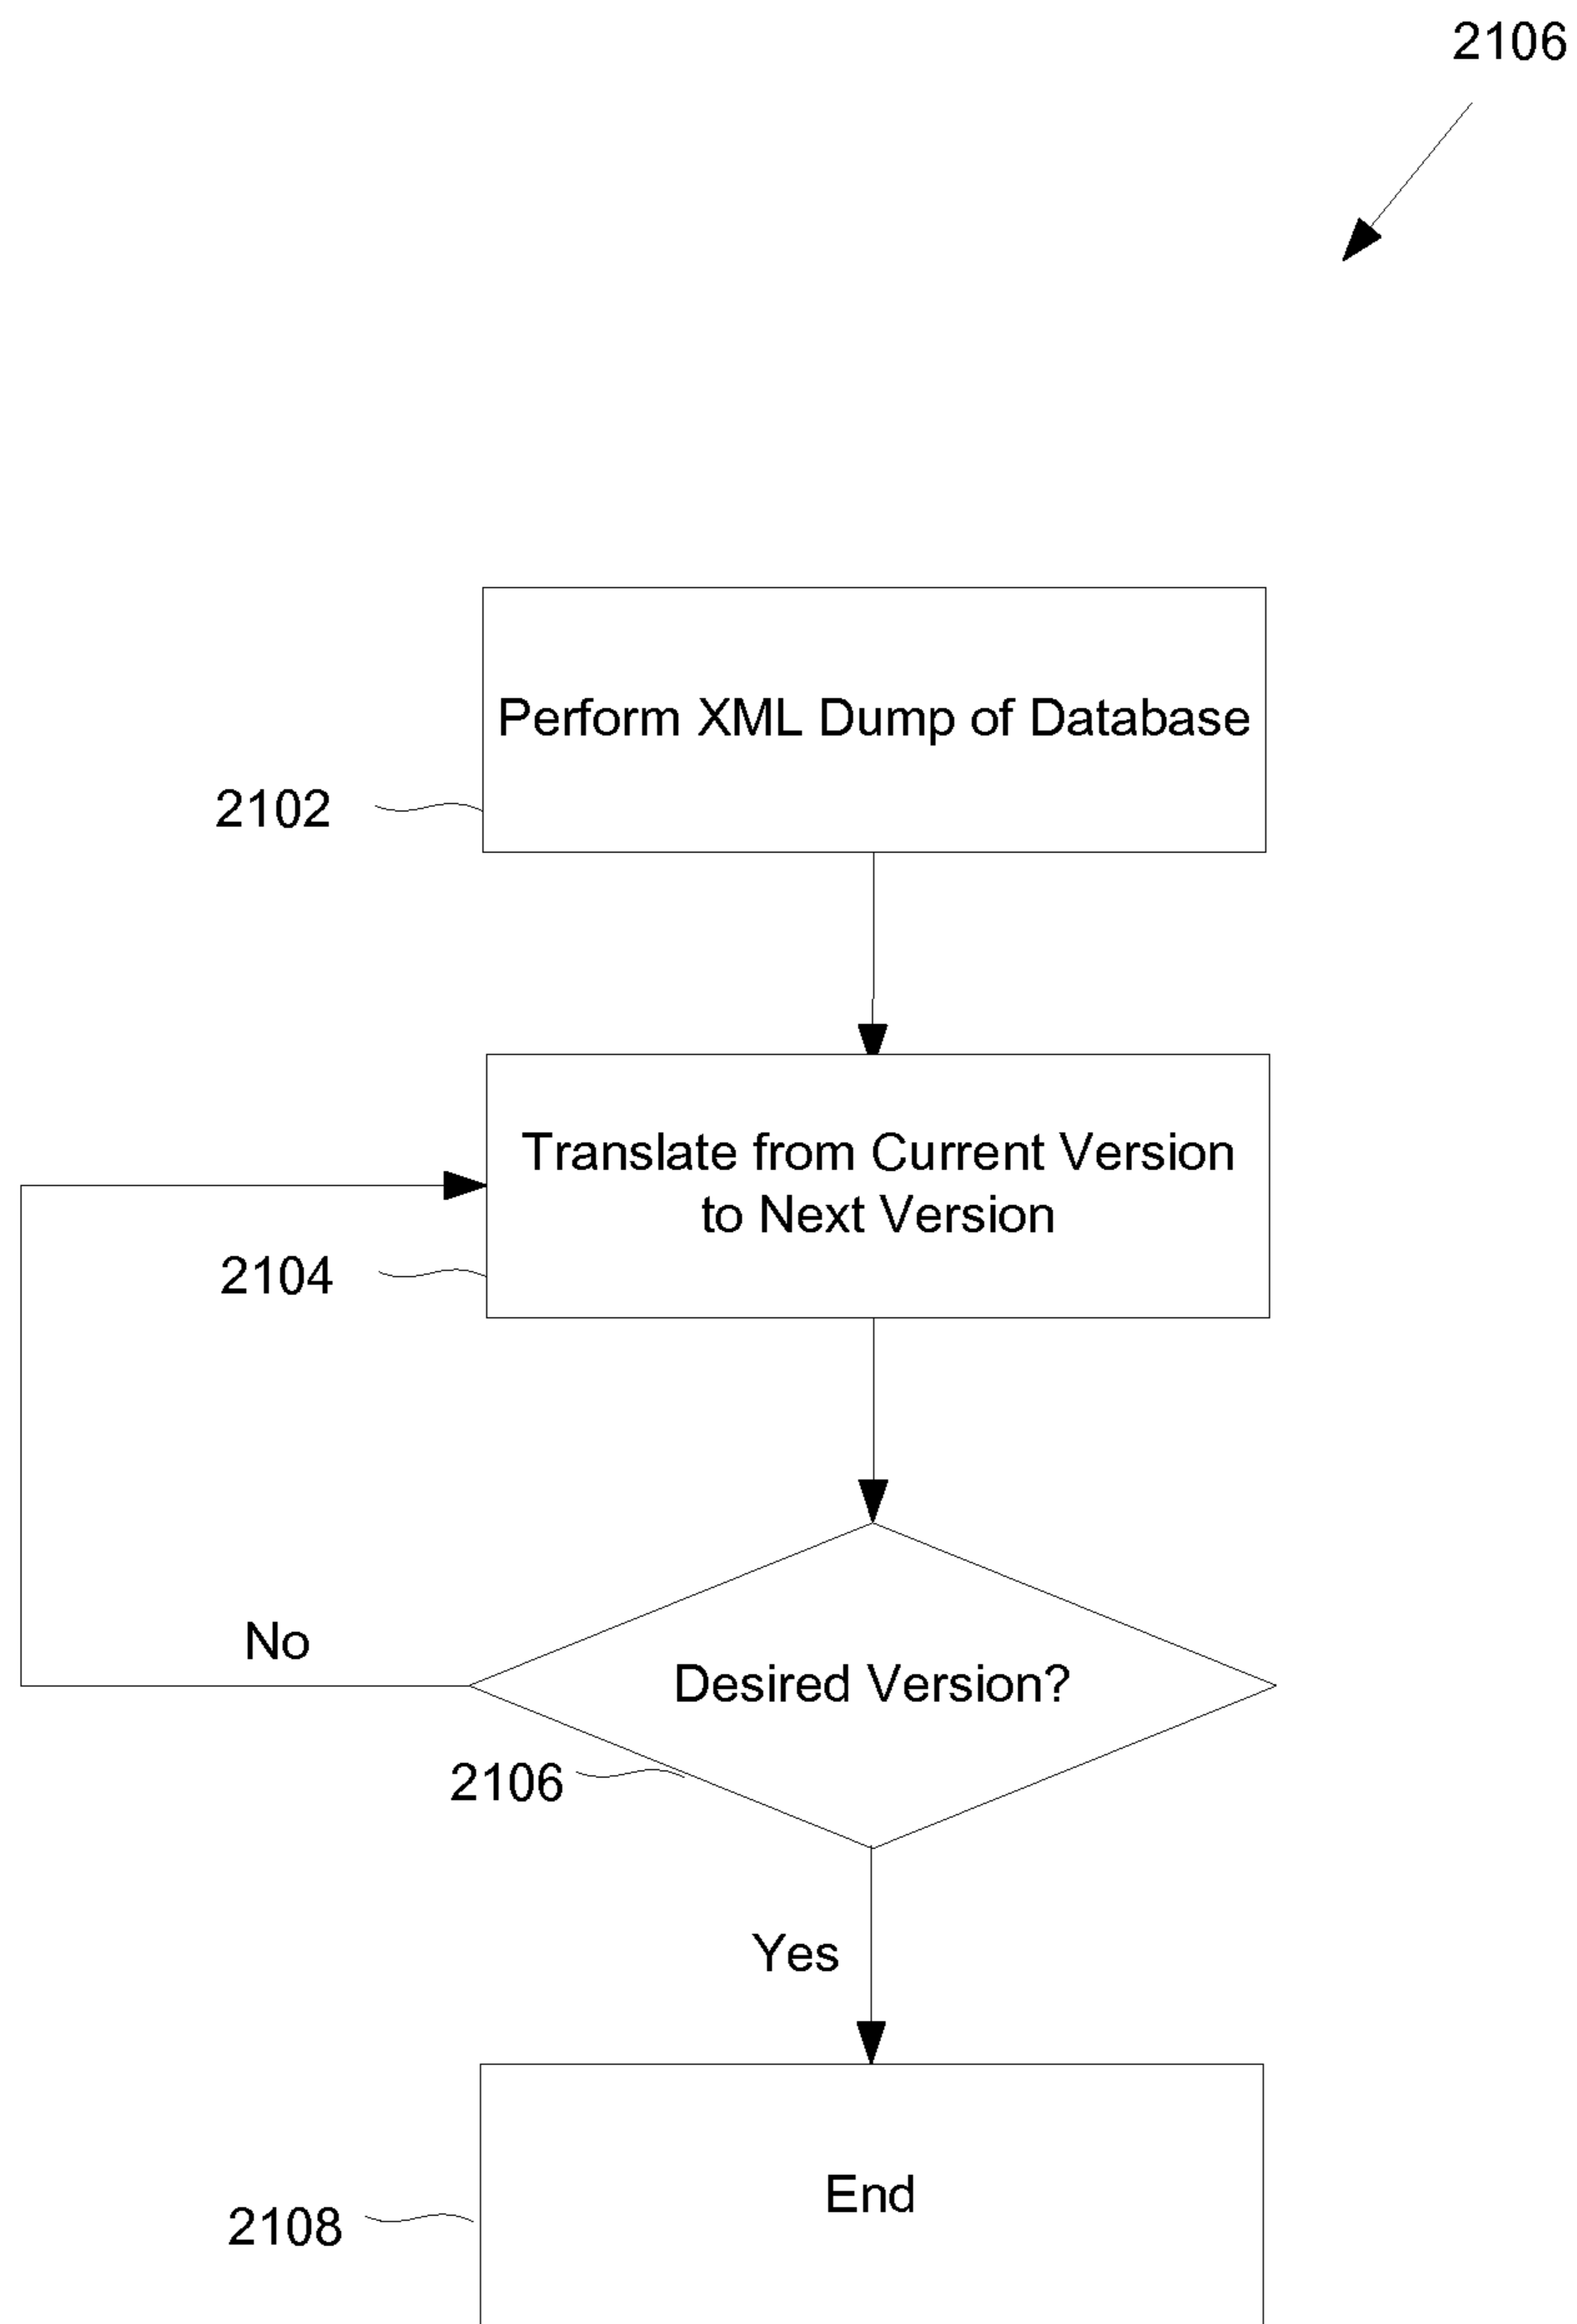 2106
Perform XML Dump of Database
2102
Translate from Current Version
to Next Version
2104
No
Desired Version?
2106
Yes
End
2108